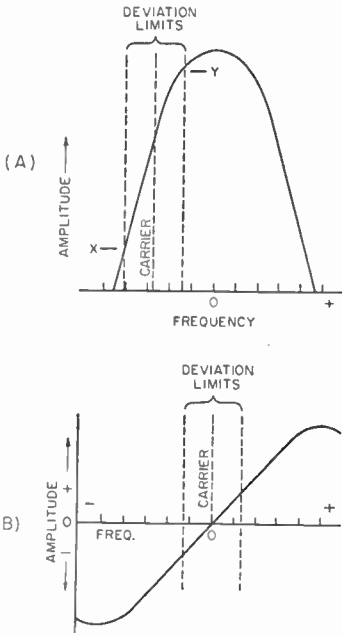 DEVIATION
LIMITS
Y
(A)
AMPLITUDE
X
CARRIER
0
+
FREQUENCY
DEVIATION
LIMITS
B)
AMPLITUDE
+
0
-
-
FREQ.
CARRIER
0
+